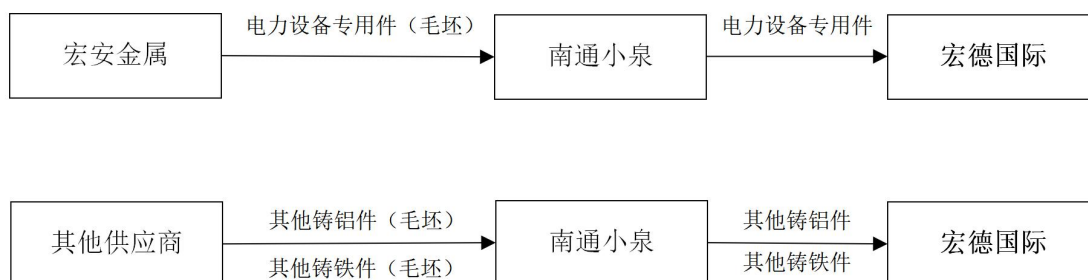 电力设备专用件（毛坯）
电力设备专用件
宏安金属
南通小泉
宏德国际
其他铸铝件（毛坯）
其他铸铝件
其他供应商
南通小泉
宏德国际
其他铸铁件（毛坯）
其他铸铁件